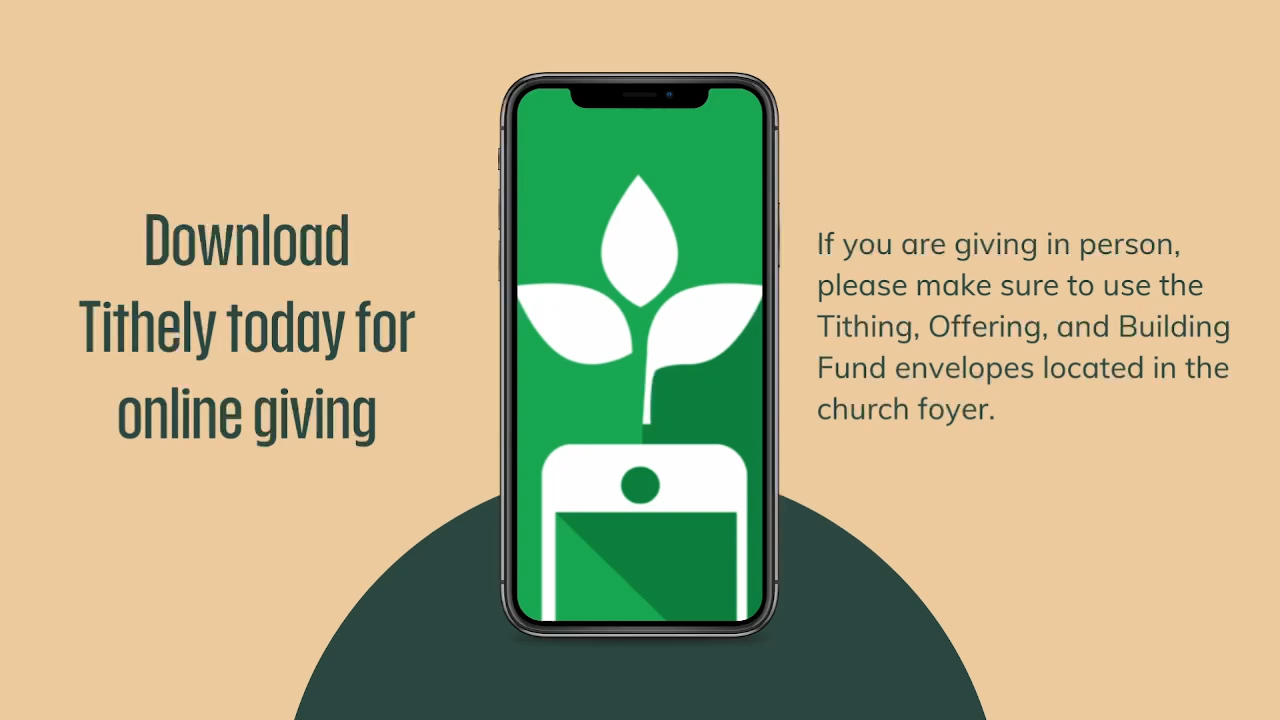 Download
Tithely today for
online giving
If you are giving in person,
please make sure to use the
Tithing, Offering, and Building
Fund envelopes located in the
church foyer.